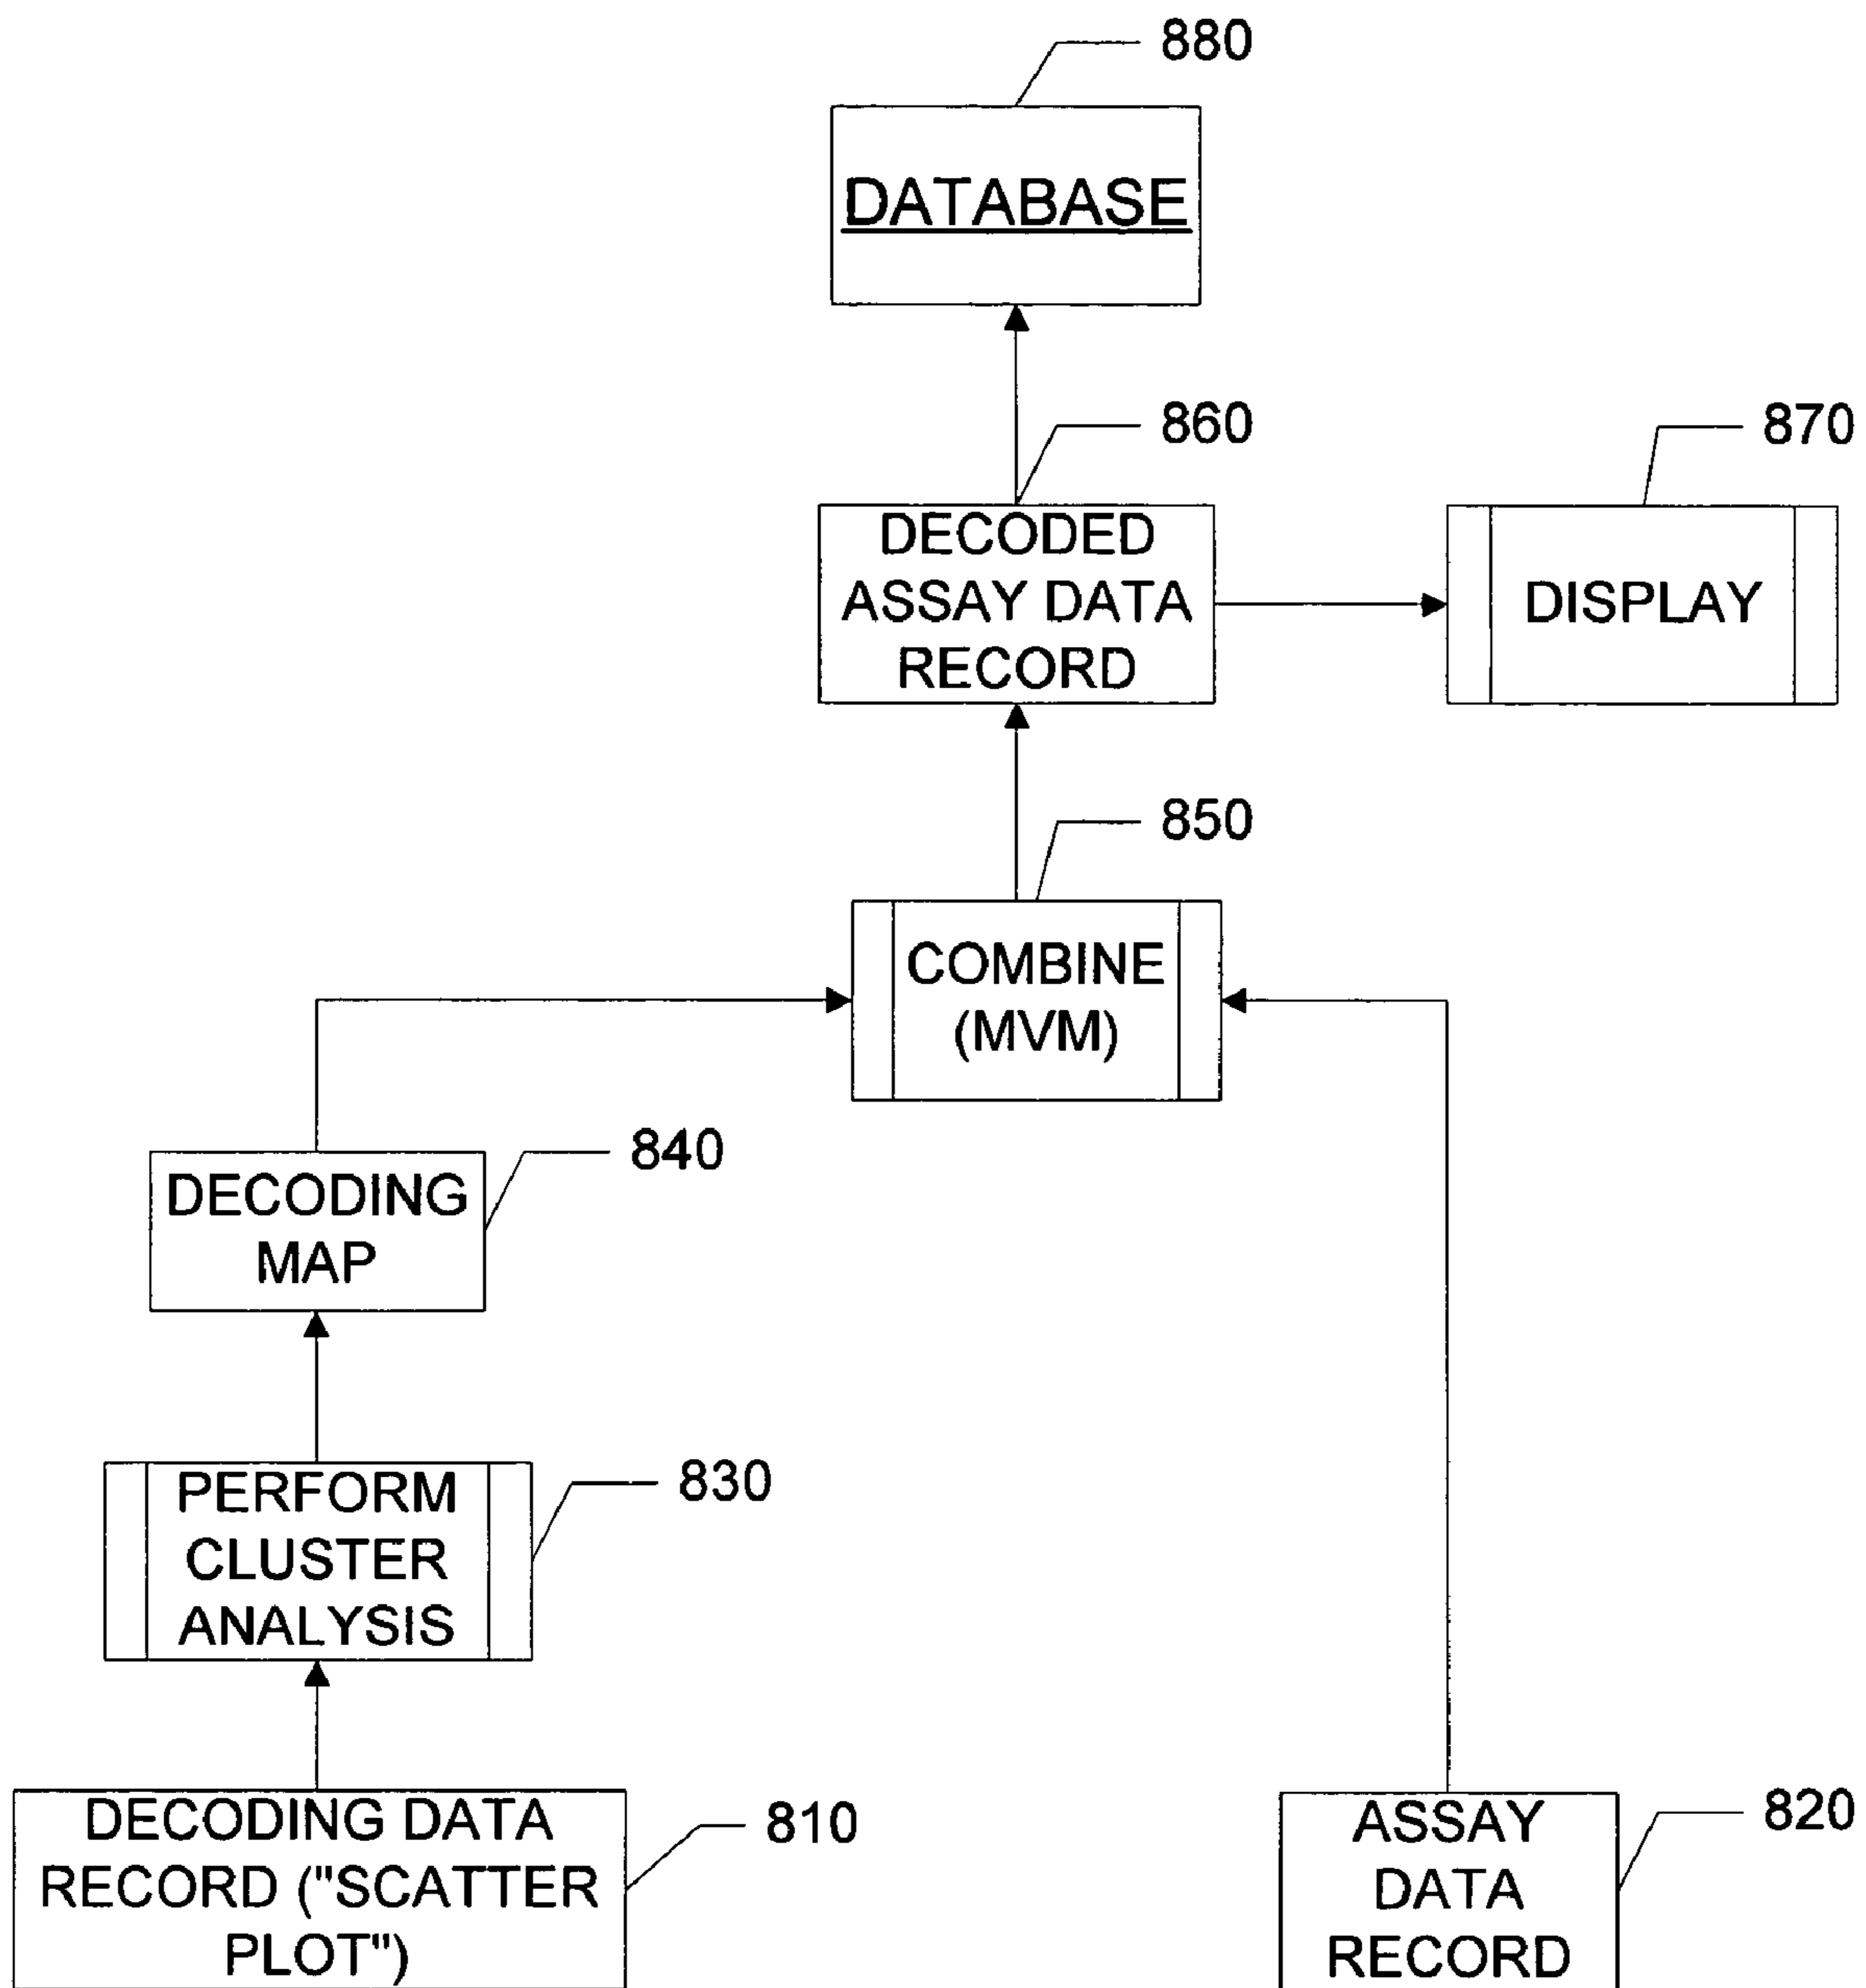 880
DATABASE
860
870
DECODED
ASSAY DATA
RECORD
DISPLAY
850
COMBINE
(MVM)
840
DECODING
MAP
830
PERFORM
CLUSTER
ANALYSIS
810
DECODING DATA
RECORD ("SCATTER
PLOT")
820
ASSAY
DATA
RECORD